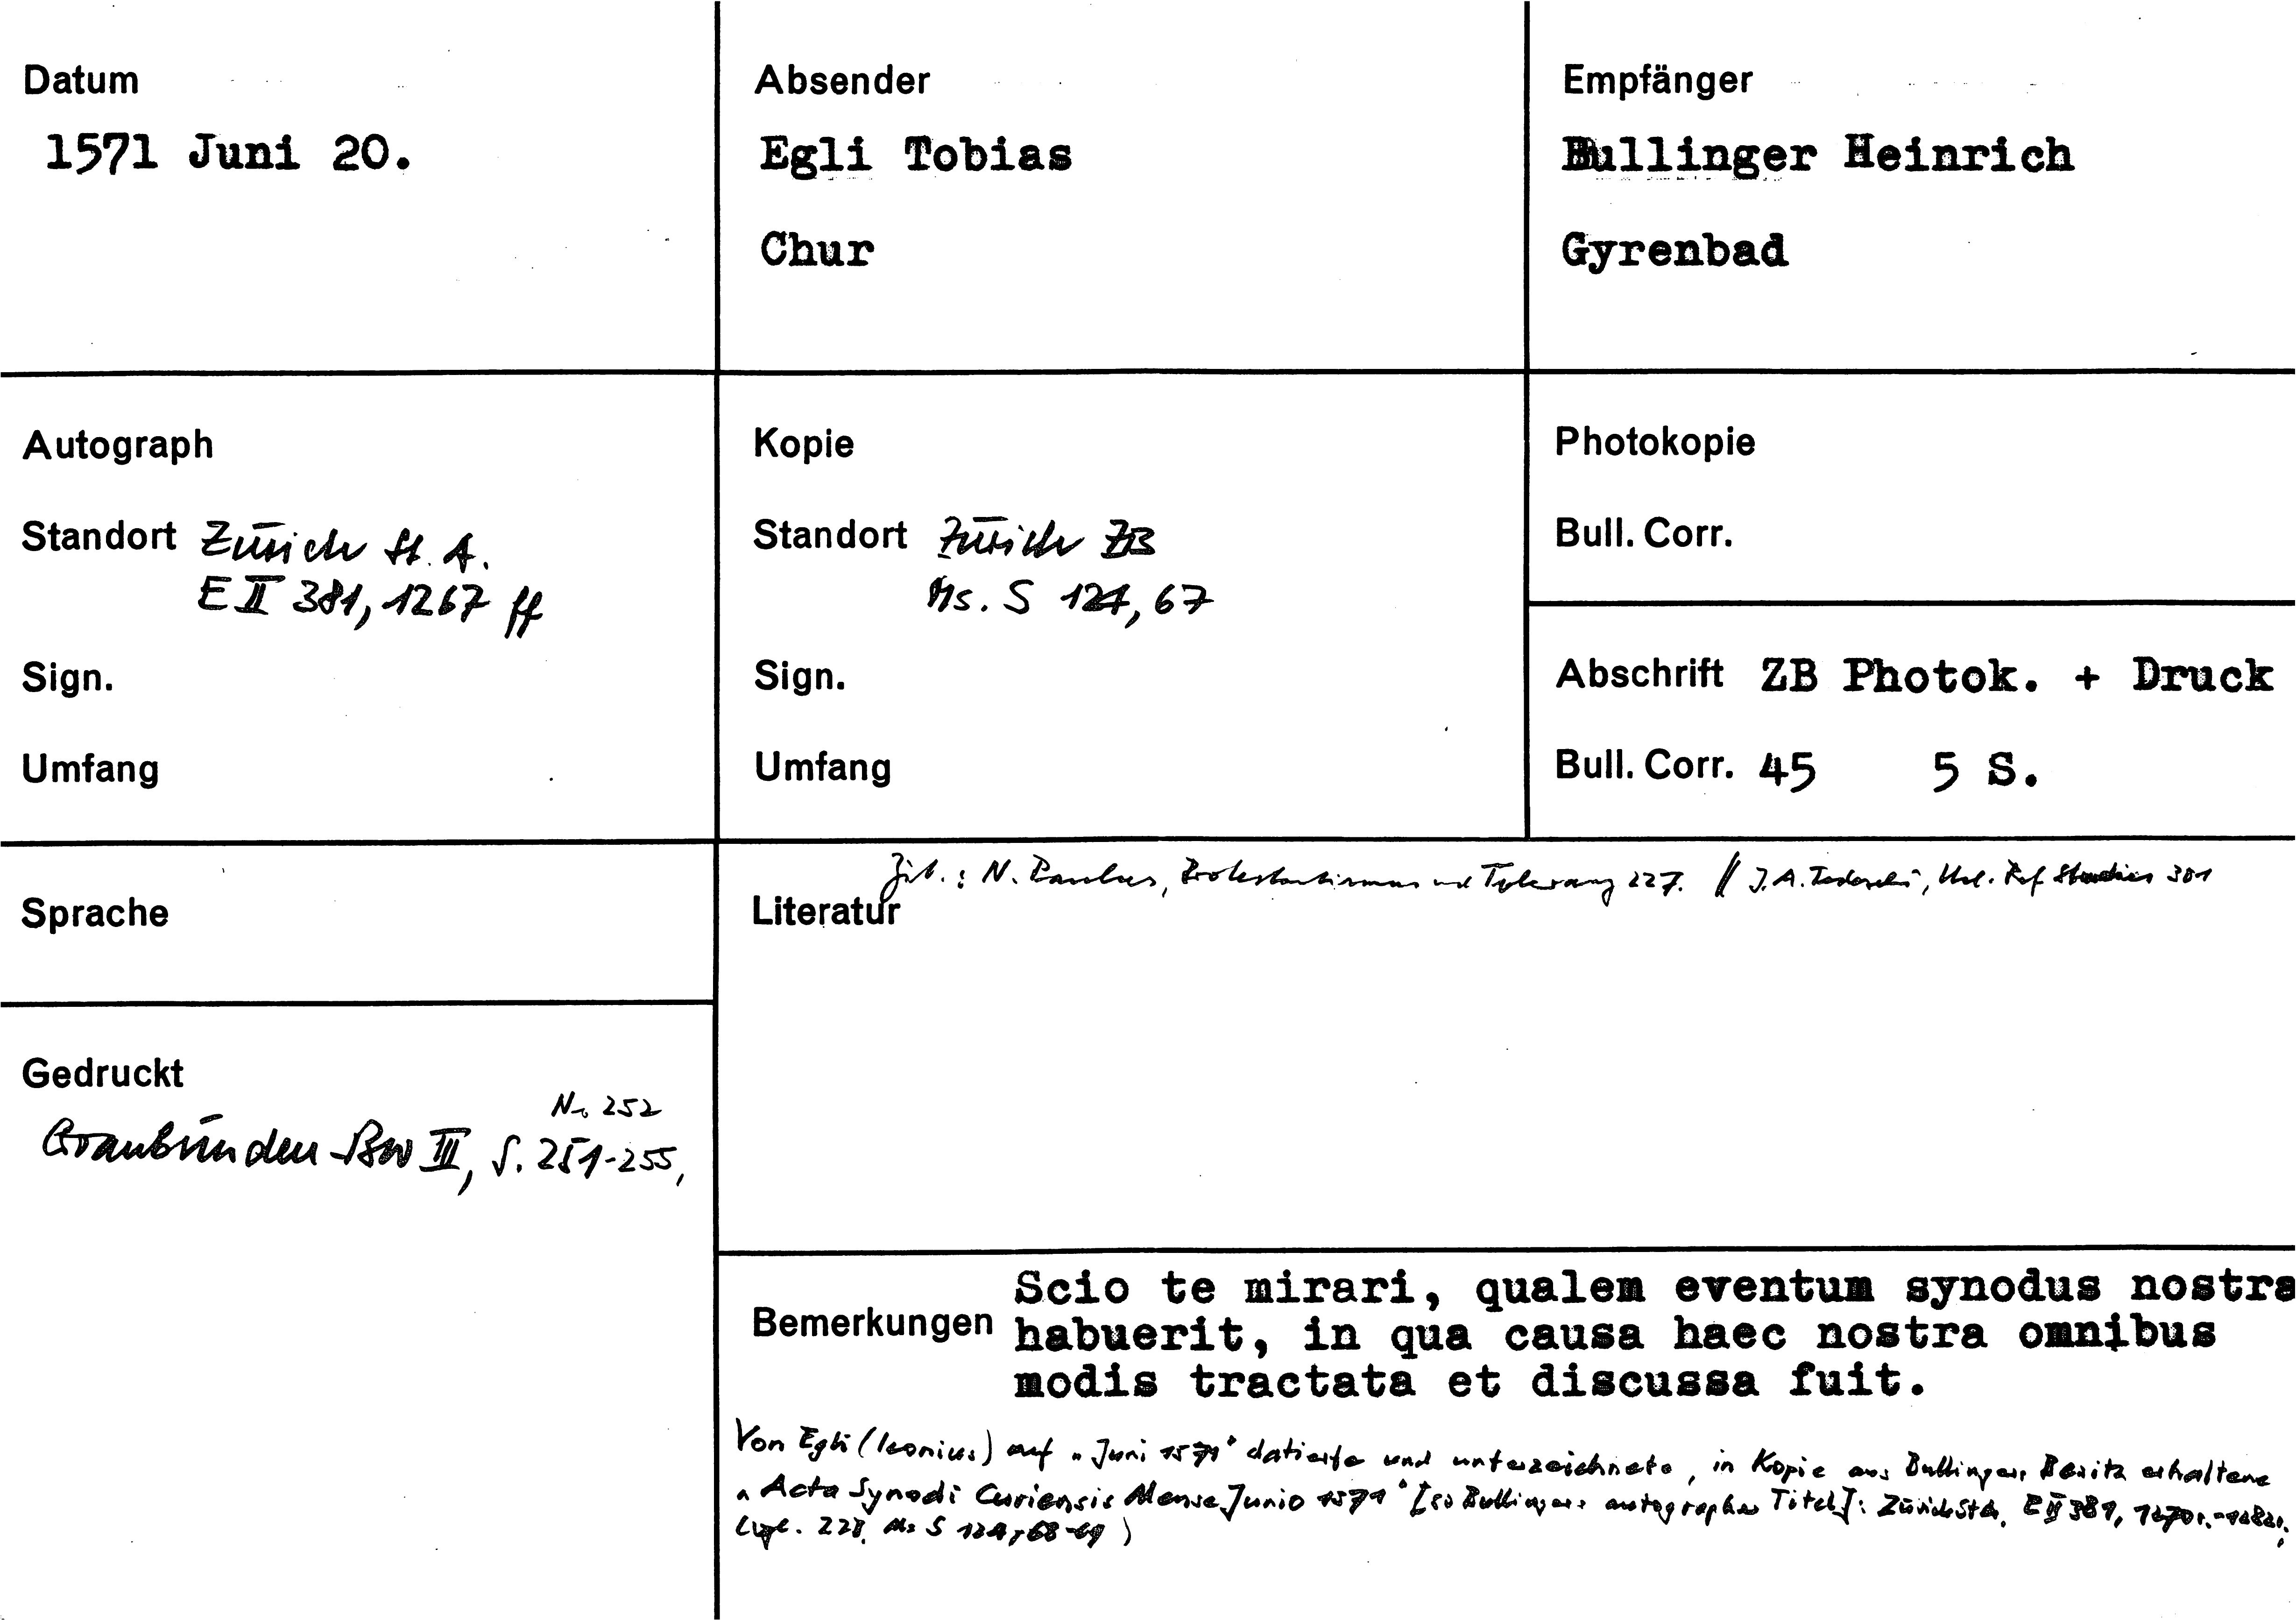 Datum
1571 Juni 20.
Absender
Egli Tobias
Chur
Empfänger
Bullinger Heinrich
Gyrenbad
Autograph
Standort Zürich St. A.
E II 381, 1267 ff
Sign.
Umfang
Kopie
Standort Zürich ZB
Ms. S 124, 67
Sign.
Umfang
Photokopie
Bull. Corr.
Abschrift ZB Photok. + Druck
Bull. Corr. 45 5 S.
Sprache
Zit.: N. Paulus, Protestantismus und Toleranz 227. // J. A. Tedeschi, Ital. Ref Studies 301
Literatur
Gedruckt
No 252
Graubünden Bw III, S. 251-255,
Scio te mirari, qualem eventum synodus nostra
Bemerkungen habuerit, in qua causa haec nostra omnibus
modis tractata et discussa fuit.
Von Egli (Iconius) auf "Juni 1571" datierte und unterzeichnete, in Kopie aus Bullingers Besitz erhaltene
"Acta Synodi Curiensis Mense Junio 1571" [so Bullingers autographer Titel]: Zürich StA, E II 381,
(vgl. Ms S 124, 68-69)